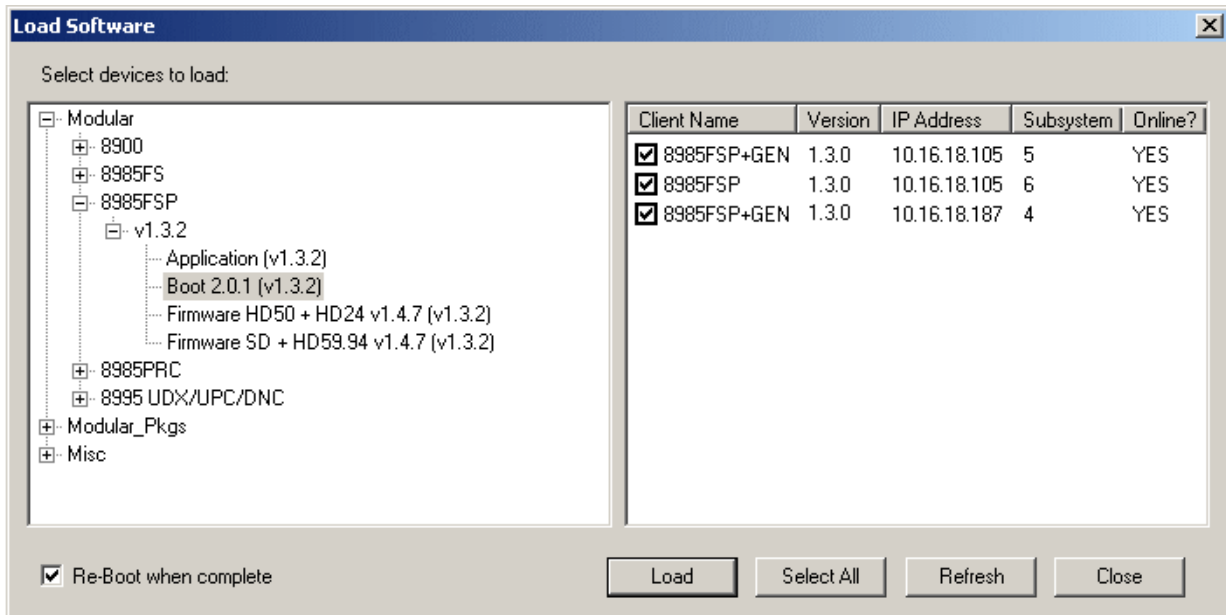 Load Software
Select devices to load:
Modular
8900
8985FS
8985FSP
v1.3.2
Application (v1.3.2)
Boot 2.0.1 (v1.3.2)
Firmware HD50 + HD24 v1.4.7 (v1.3.2)
Firmware SD + HD59.94 v1.4.7 (v1.3.2)
8985PRC
8995 UDX/UPC/DNC
Modular_Pkgs
Misc
Client Name Version IP Address Subsystem Online?
8985FSP+GEN 1.3.0 10.16.18.105 5 YES
8985FSP 1.3.0 10.16.18.105 6 YES
8985FSP+GEN 1.3.0 10.16.18.187 4 YES
Re-Boot when complete
Load Select All Refresh Close